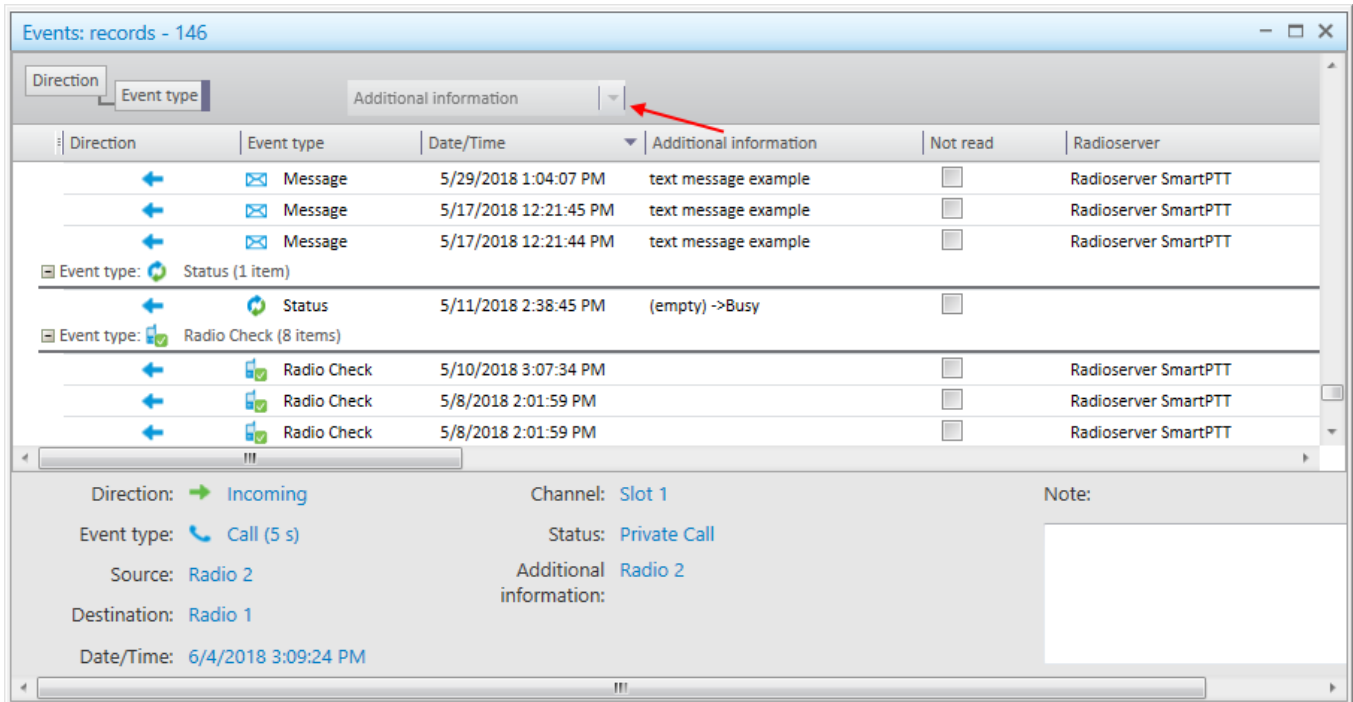 Events: records - 146
Direction
Event type
Additional information
Direction Event type Date/Time Additional information Not read Radioserver
Message 5/29/2018 1:04:07 PM text message example Radioserver SmartPTT
Message 5/17/2018 12:21:45 PM text message example Radioserver SmartPTT
Message 5/17/2018 12:21:44 PM text message example Radioserver SmartPTT
Event type: Status (1 item)
Status 5/11/2018 2:38:45 PM (empty) ->Busy
Event type: Radio Check (8 items)
Radio Check 5/10/2018 3:07:34 PM Radioserver SmartPTT
Radio Check 5/8/2018 2:01:59 PM Radioserver SmartPTT
Radio Check 5/8/2018 2:01:59 PM Radioserver SmartPTT
Direction: Incoming Channel: Slot 1 Note:
Event type: Call (5 s) Status: Private Call
Source: Radio 2 Additional Radio 2
information:
Destination: Radio 1
Date/Time: 6/4/2018 3:09:24 PM